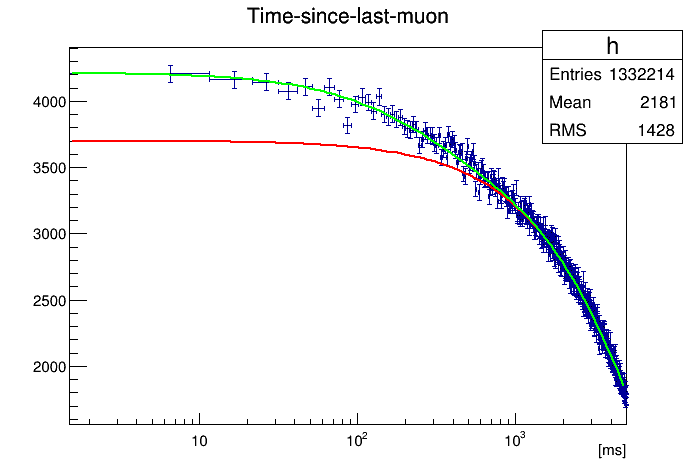 Time-since-last-muon
h
Entries 1332214
Mean 2181
RMS 1428
4000
3500
3000
2500
2000
10
10²
10³
[ms]